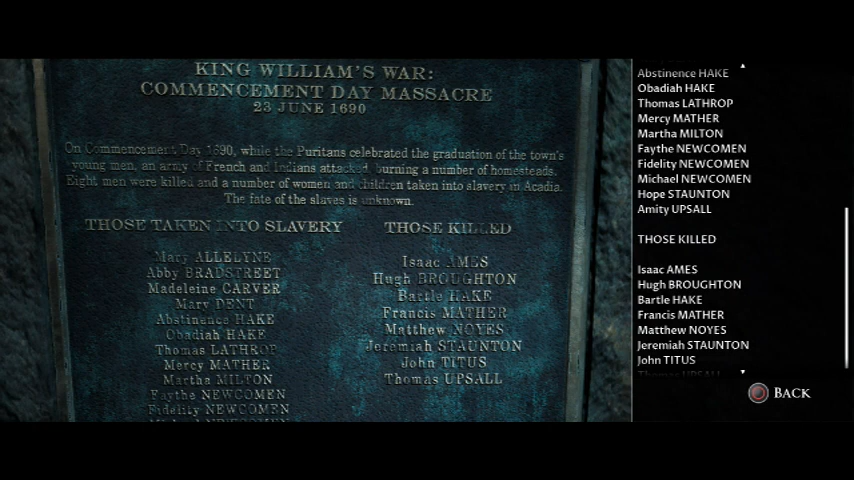 KING WILLIAM'S WAR:
COMMENCEMENT DAY MASSACRE
23 JUNE 1690
On Commencement Day 1690, while the Puritans celebrated the graduation of the town's
young men, an army of French and Indians attacked, burning a number of homesteads.
Eight men were killed and a number of women and children taken into slavery in Acadia.
The fate of the slaves is unknown.
THOSE TAKEN INTO SLAVERY
Mary ALLELYNE
Abby BRADSTREET
Madeleine CARVER
Mary DENT
Abstinence HAKE
Obadiah HAKE
Thomas LATHROP
Mercy MATHER
Martha MILTON
Faythe NEWCOMEN
Fidelity NEWCOMEN
Michael NEWCOMEN
THOSE KILLED
Isaac AMES
Hugh BROUGHTON
Bartle HAKE
Francis MATHER
Matthew NOYES
Jeremiah STAUNTON
John TITUS
Thomas UPSALL
Abstinence HAKE
Obadiah HAKE
Thomas LATHROP
Mercy MATHER
Martha MILTON
Faythe NEWCOMEN
Fidelity NEWCOMEN
Michael NEWCOMEN
Hope STAUNTON
Amity UPSALL
THOSE KILLED
Isaac AMES
Hugh BROUGHTON
Bartle HAKE
Francis MATHER
Matthew NOYES
Jeremiah STAUNTON
John TITUS
Thomas UPSALL
BACK